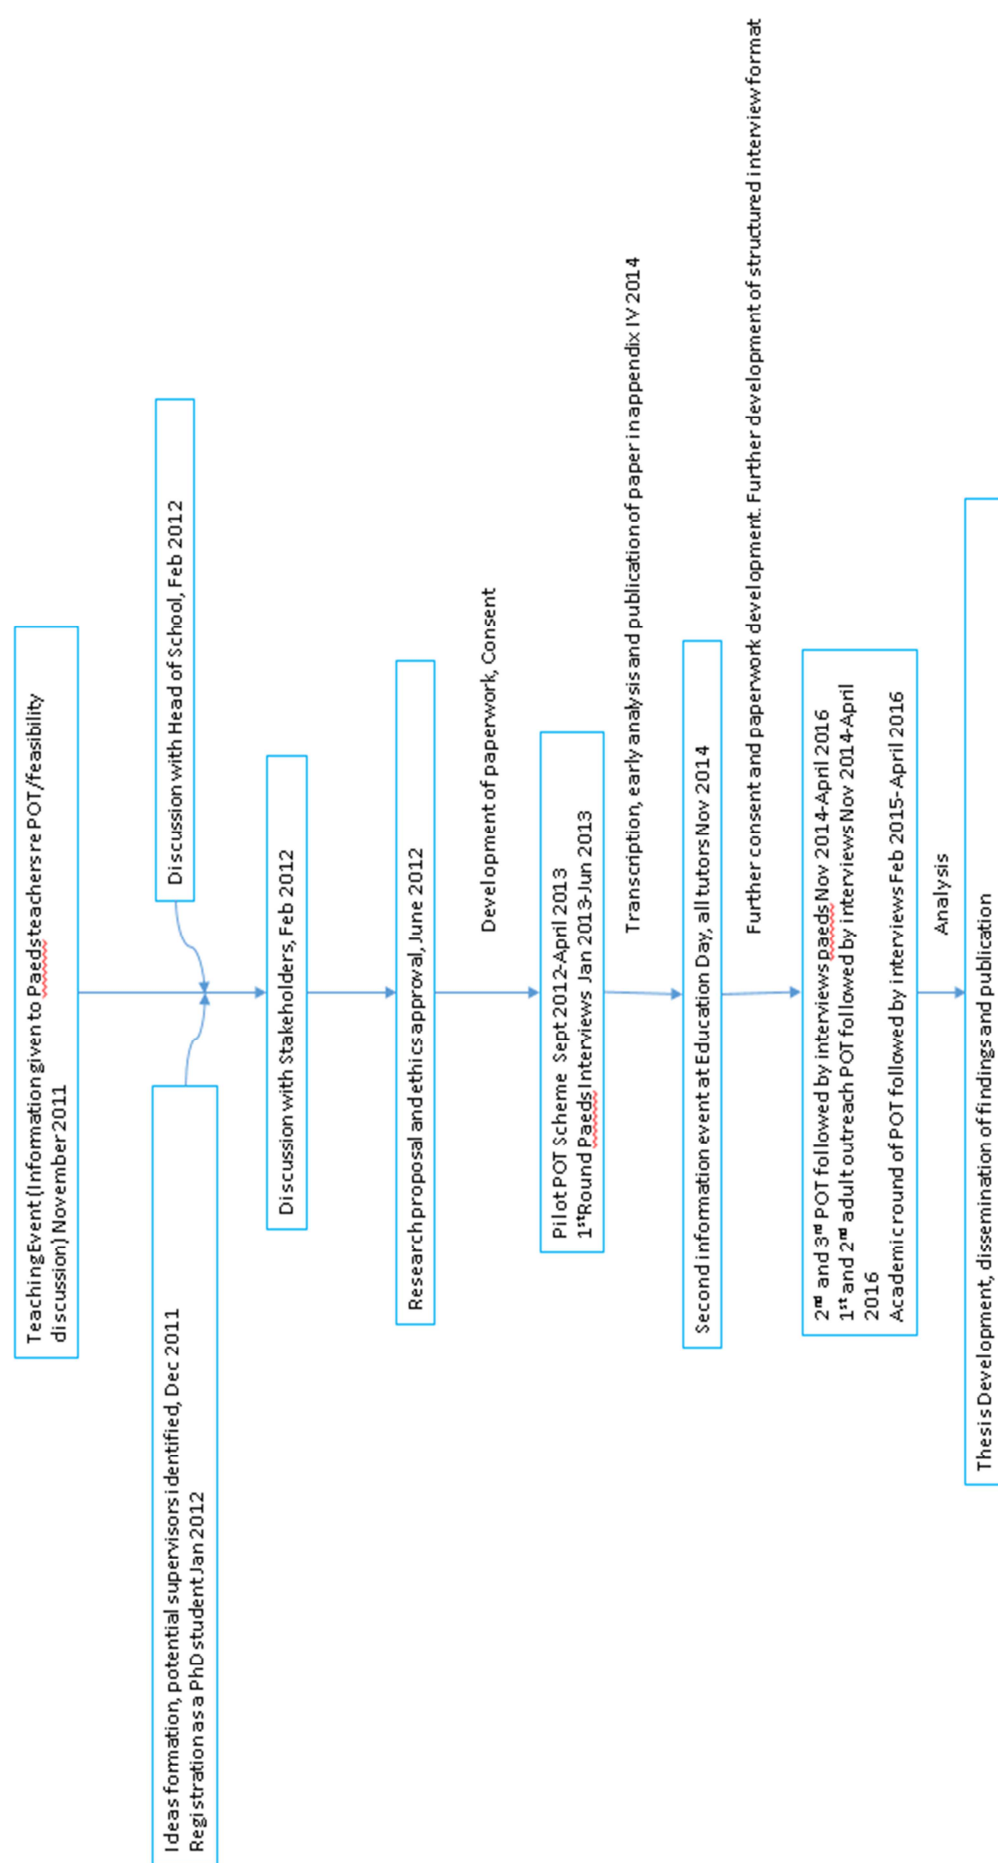 Teaching Event (Information given to Paeds teachers re POT/feasibility
discussion) November 2011
Ideas formation, potential supervisors identified, Dec 2011
Registration as a PhD student Jan 2012
Discussion with Head of School, Feb 2012
Discussion with Stakeholders, Feb 2012
Research proposal and ethics approval, June 2012
Development of paperwork, Consent
Pilot POT Scheme Sept 2012-April 2013
1st Round Paeds Interviews Jan 2013-Jun 2013
Transcription, early analysis and publication of paper in appendix IV 2014
Second information event at Education Day, all tutors Nov 2014
Further consent and paperwork development. Further development of structured interview format
2nd and 3rd POT followed by interviews paeds Nov 2014-April 2016
1st and 2nd adult outreach POT followed by interviews Nov 2014-April
2016
Academic round of POT followed by interviews Feb 2015-April 2016
Analysis
Thesis Development, dissemination of findings and publication